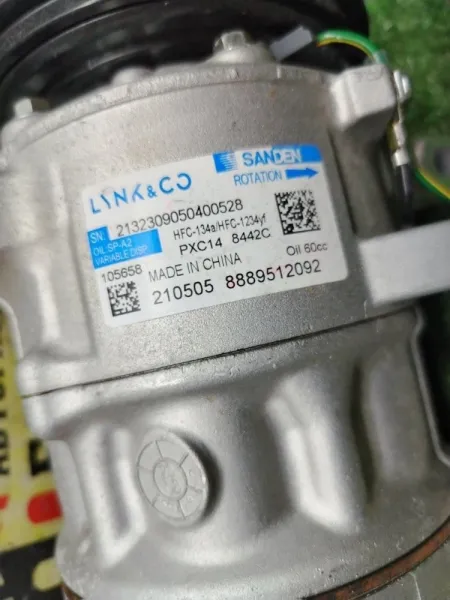 LYNK&CO
SANDEN
ROTATION
SN 2132309050400528
OIL SP-A2
VARIABLE DISP.
HFC-134a/HFC-1234yf
PXC14 8442C
105658
MADE IN CHINA
Oil 60cc
210505 8889512092